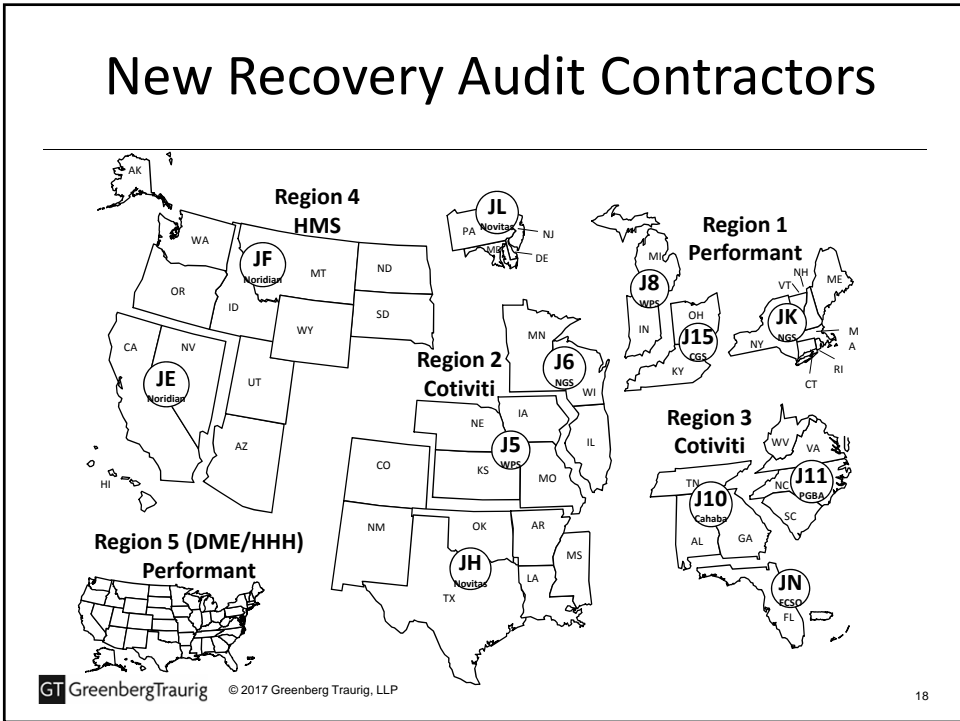 New Recovery Audit Contractors
AK
Region 4
HMS
WA
OR
ID
JF
Noridian
MT
ND
SD
WY
CA
NV
JE
Noridian
UT
AZ
HI
JL
Novitas
PA
MD
NJ
DE
Region 1
Performant
MI
J8
WPS
IN
OH
J15
CGS
KY
NH
VT
ME
JK
NGS
NY
M
A
RI
CT
Region 2
Cotiviti
MN
J6
NGS
WI
IA
NE
IL
J5
WPS
KS
MO
CO
NM
OK
AR
MS
JH
Novitas
LA
TX
Region 3
Cotiviti
WV
VA
TN
NC
J11
PGBA
J10
Cahaba
SC
AL
GA
JN
FCSO
FL
Region 5 (DME/HHH)
Performant
GT GreenbergTraurig
© 2017 Greenberg Traurig, LLP
18